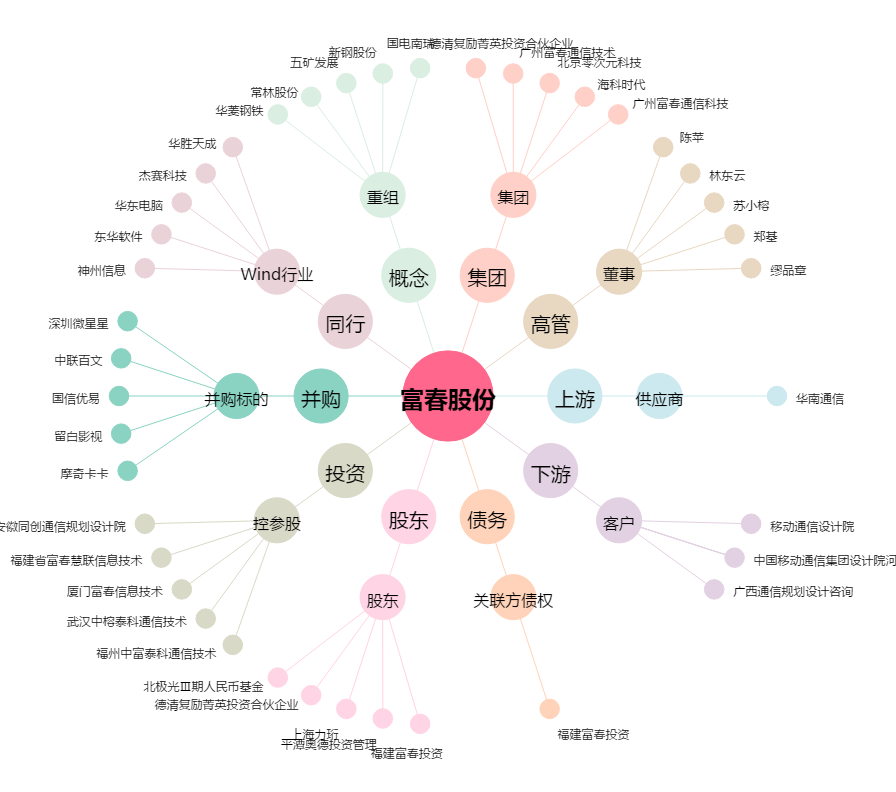 国电南瑞
德清复励菁英投资合伙企业
新钢股份
广州富春通信技术
五矿发展
北京零次元科技
常林股份
海科时代
华菱钢铁
广州富春通信科技
华胜天成
陈苹
杰赛科技
林东云
重组
集团
华东电脑
苏小榕
东华软件
郑基
神州信息
Wind行业
概念
集团
董事
缪品章
深圳微星星
同行
高管
中联百文
国信优易
并购标的
并购
富春股份
上游
供应商
华南通信
留白影视
摩奇卡卡
投资
下游
安徽同创通信规划设计院
控参股
股东
债务
客户
移动通信设计院
福建省富春慧联信息技术
中国移动通信集团设计院河
厦门富春信息技术
广西通信规划设计咨询
股东
关联方债权
武汉中榕泰科通信技术
福州中富泰科通信技术
北极光Ⅲ期人民币基金
德清复励菁英投资合伙企业
上海力珩
平潭奥德投资管理
福建富春投资
福建富春投资